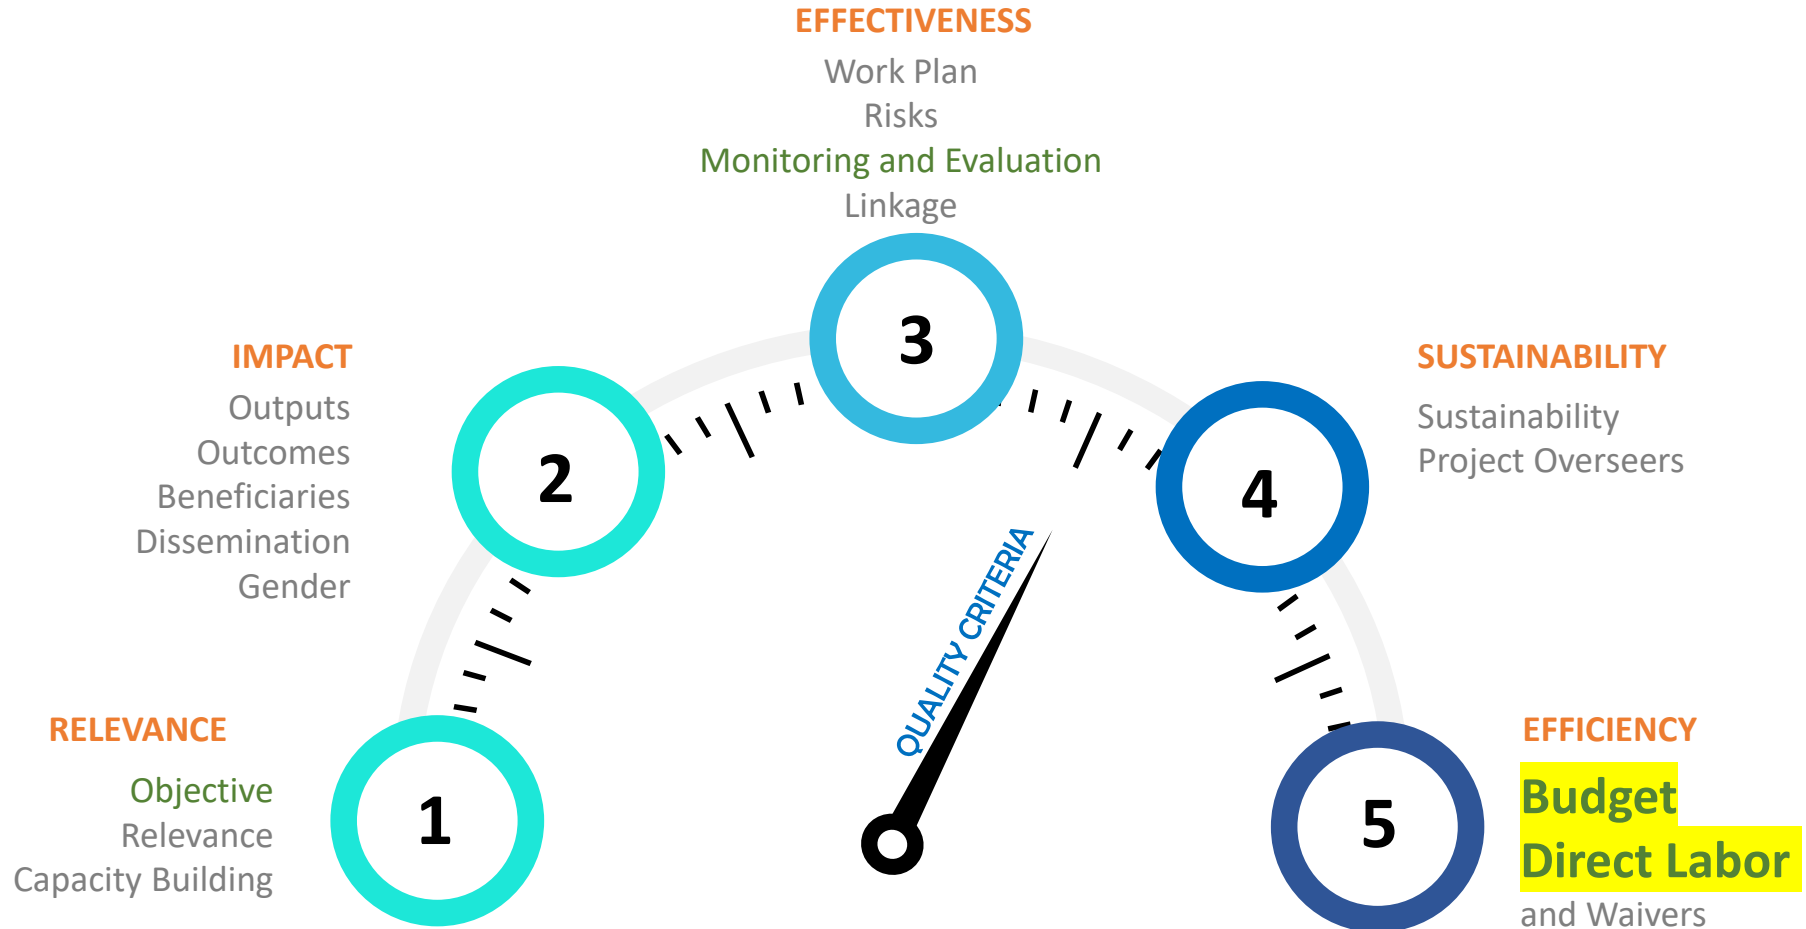 EFFECTIVENESS
Work Plan
Risks
Monitoring and Evaluation
Linkage
3
IMPACT
Outputs
Outcomes
Beneficiaries
Dissemination
Gender
2
SUSTAINABILITY
Sustainability
Project Overseers
4
QUALITY CRITERIA
RELEVANCE
Objective
Relevance
Capacity Building
1
EFFICIENCY
Budget
Direct Labor
and Waivers
5